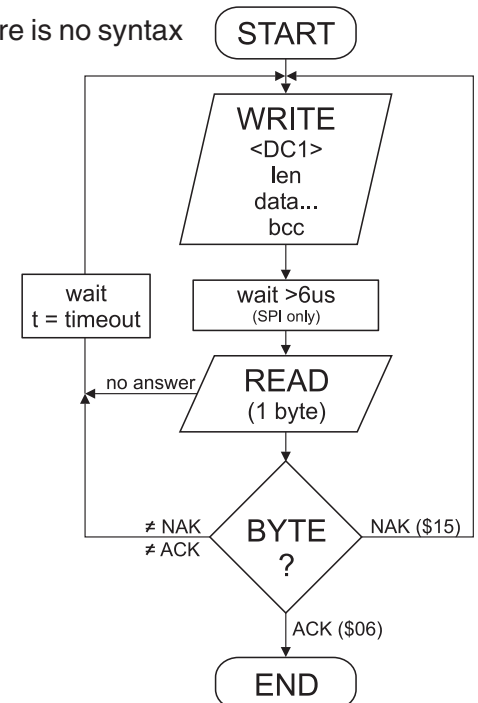 re is no syntax
START
WRITE
<DC1>
len
data...
bcc
wait
t = timeout
wait >6us
(SPI only)
no answer
READ
(1 byte)
≠ NAK
≠ ACK
BYTE
?
NAK ($15)
ACK ($06)
END